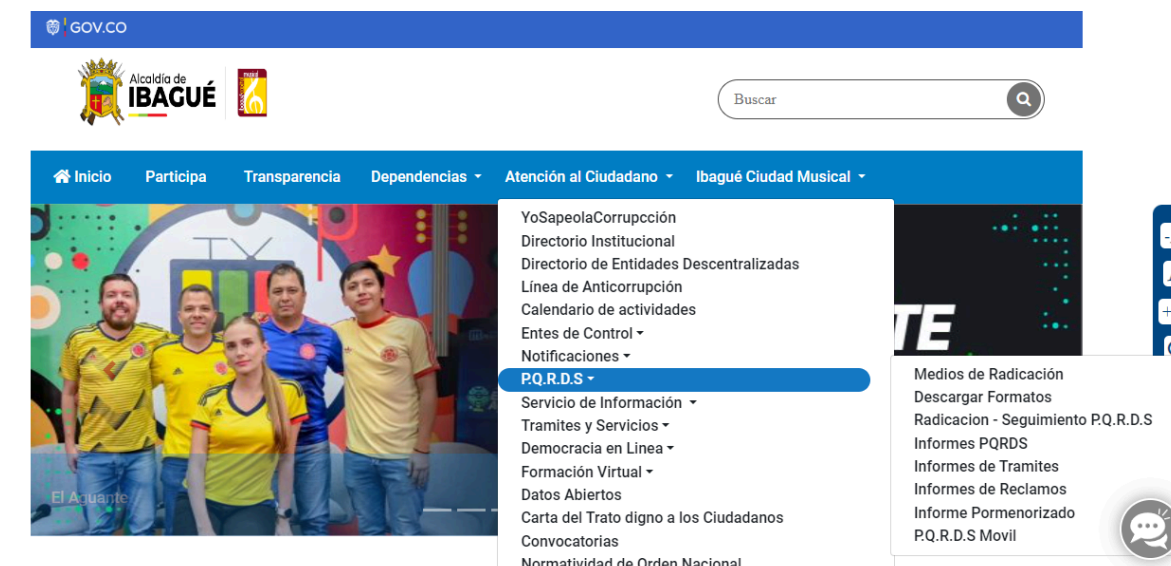 GOV.CO
Alcaldía de
IBAGUÉ
musical
Buscar
Inicio Participa Transparencia Dependencias Atención al Ciudadano Ibagué Ciudad Musical
TV
YoSapeolaCorrupcción
Directorio Institucional
Directorio de Entidades Descentralizadas
Línea de Anticorrupción
Calendario de actividades
Entes de Control
Notificaciones
P.Q.R.D.S
Servicio de Información
Tramites y Servicios
Democracia en Linea
Formación Virtual
Datos Abiertos
Carta del Trato digno a los Ciudadanos
Convocatorias
Normatividad de Orden Nacional
TE
Medios de Radicación
Descargar Formatos
Radicacion - Seguimiento P.Q.R.D.S
Informes PQRDS
Informes de Tramites
Informes de Reclamos
Informe Pormenorizado
P.Q.R.D.S Movil
El Aguante